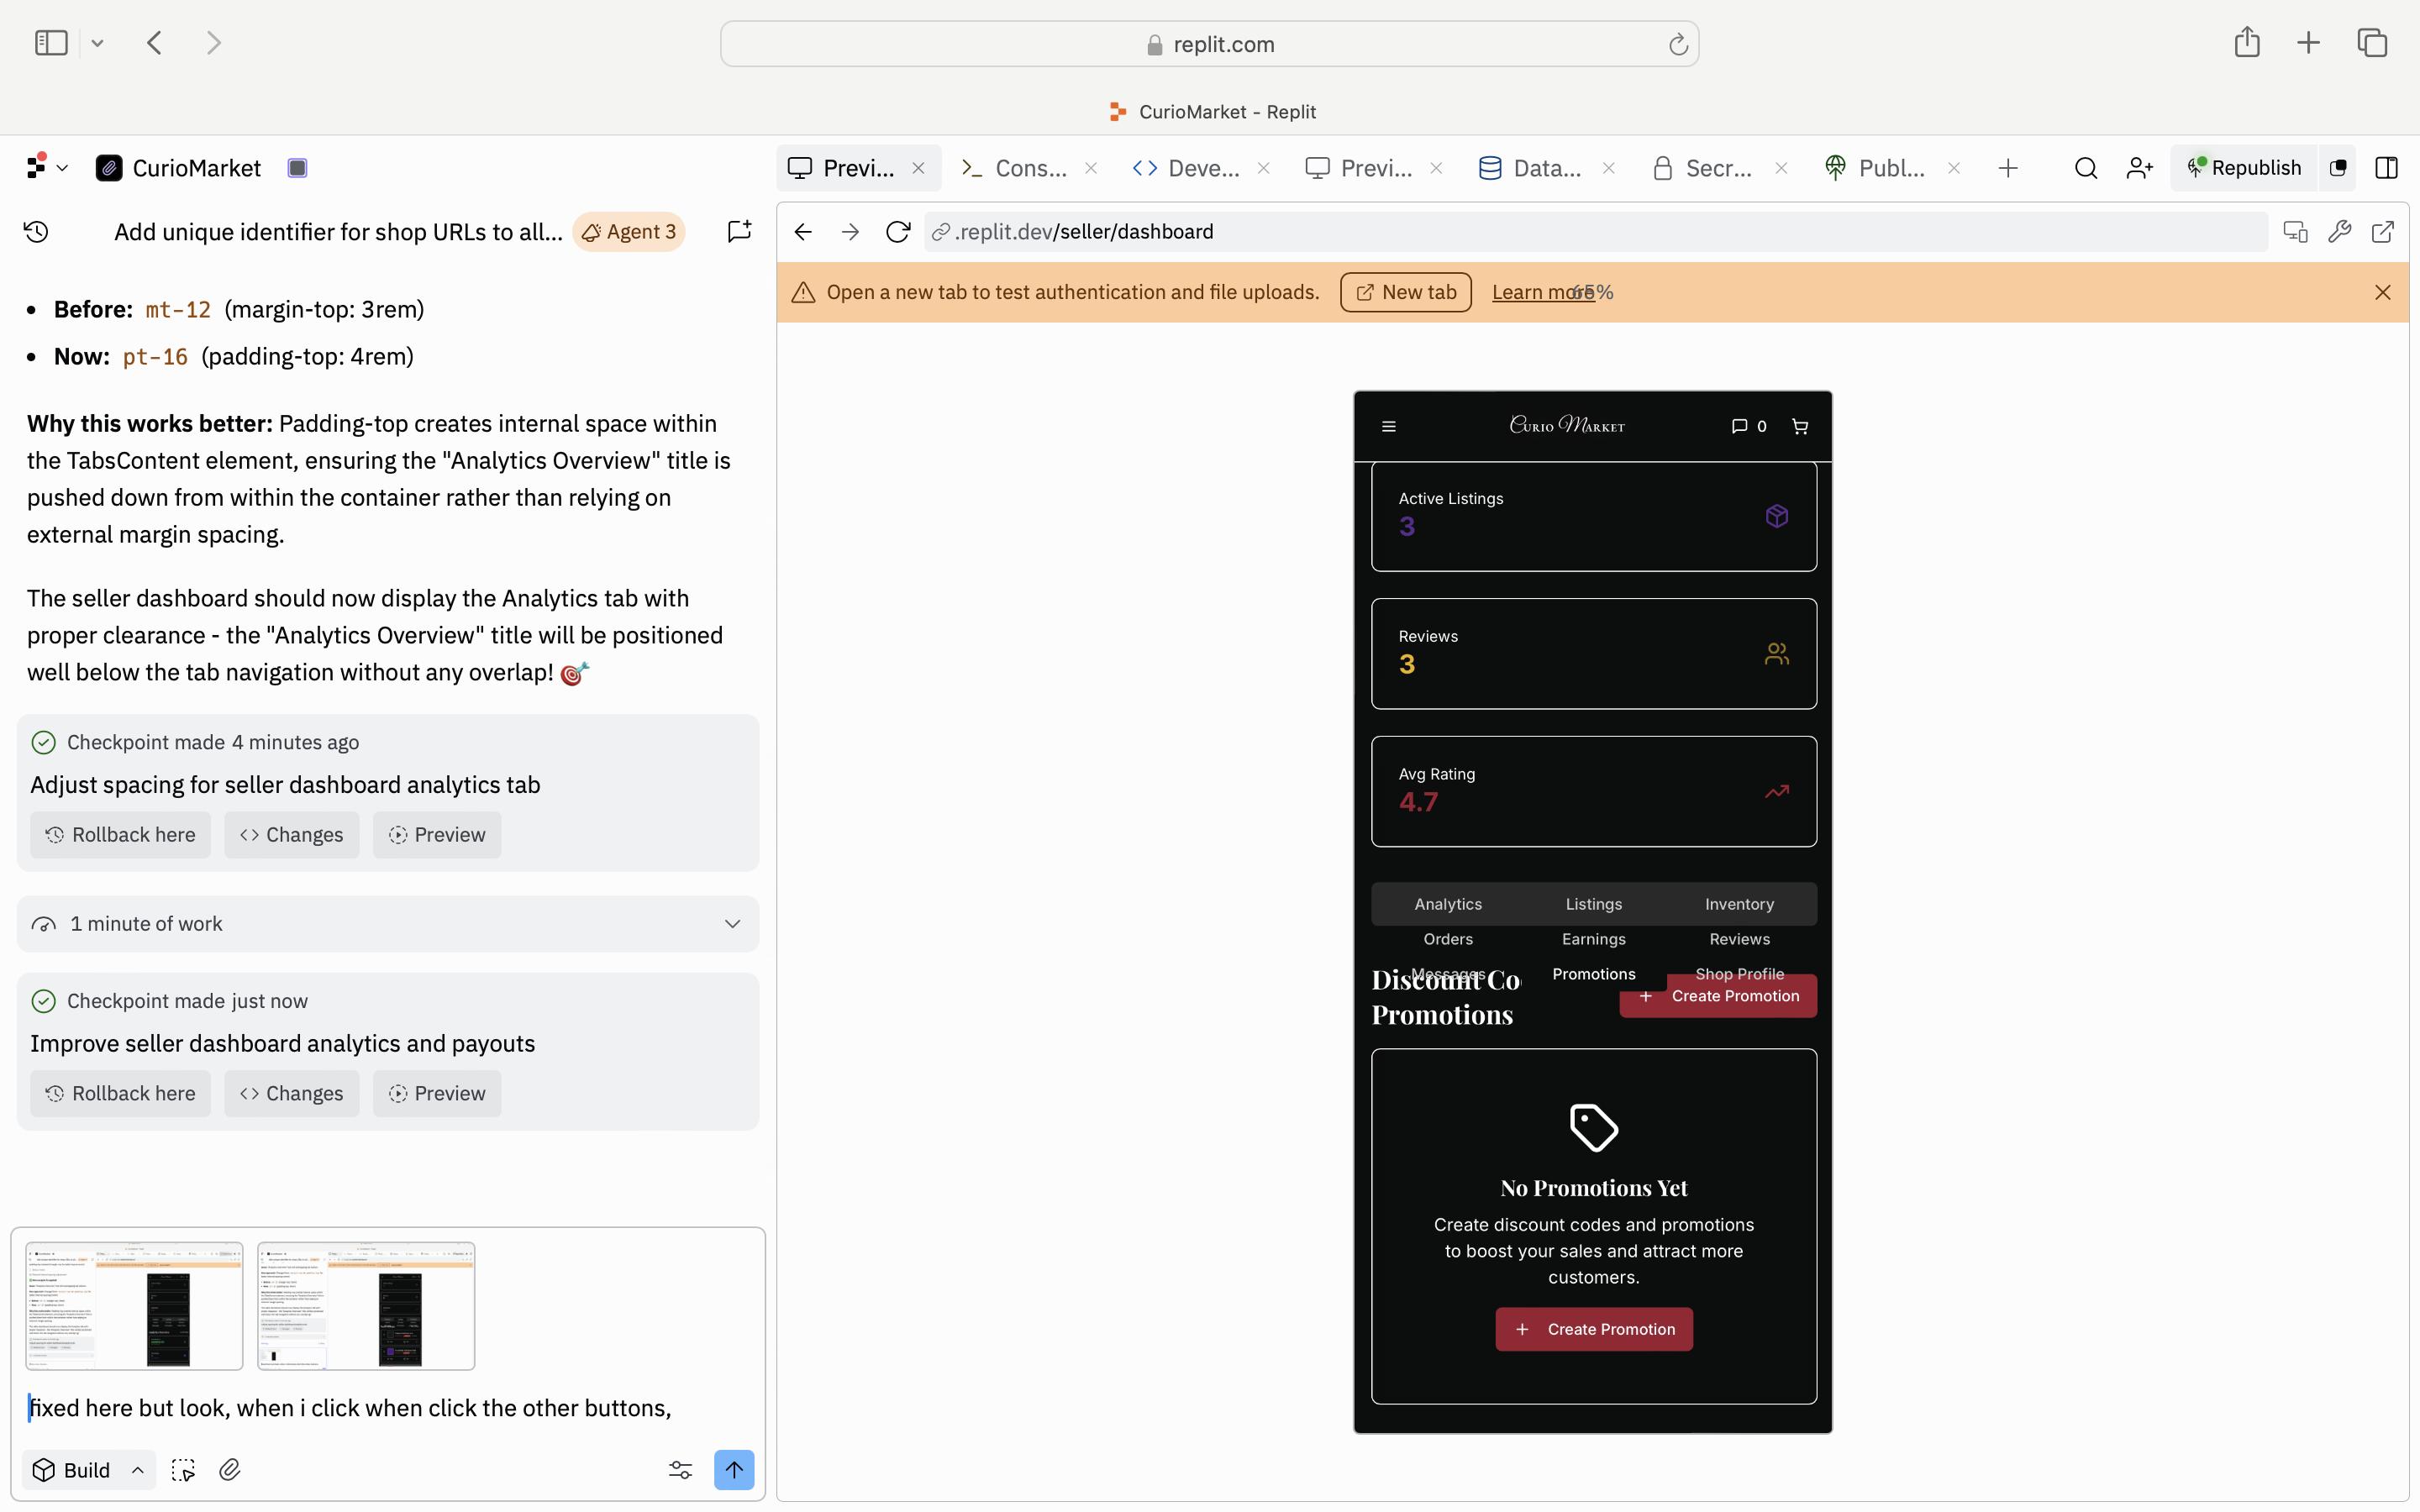 replit.com
CurioMarket - Replit
CurioMarket
Previ...
Cons...
Deve...
Previ...
Data...
Secr...
Publ...
Republish
Add unique identifier for shop URLs to all...
Agent 3
.replit.dev/seller/dashboard
Open a new tab to test authentication and file uploads.
New tab
Learn more
65%
Before: mt-12 (margin-top: 3rem)
Now: pt-16 (padding-top: 4rem)
Why this works better: Padding-top creates internal space within
the TabsContent element, ensuring the "Analytics Overview" title is
pushed down from within the container rather than relying on
external margin spacing.
The seller dashboard should now display the Analytics tab with
proper clearance - the "Analytics Overview" title will be positioned
well below the tab navigation without any overlap! 🎯
Checkpoint made 4 minutes ago
Adjust spacing for seller dashboard analytics tab
Rollback here
Changes
Preview
1 minute of work
Checkpoint made just now
Improve seller dashboard analytics and payouts
Rollback here
Changes
Preview
fixed here but look, when i click when click the other buttons,
Build
Curio Market
0
Active Listings
3
Reviews
3
Avg Rating
4.7
Analytics
Listings
Inventory
Orders
Earnings
Reviews
Messages
Promotions
Shop Profile
Discount Co
Promotions
Create Promotion
No Promotions Yet
Create discount codes and promotions
to boost your sales and attract more
customers.
Create Promotion